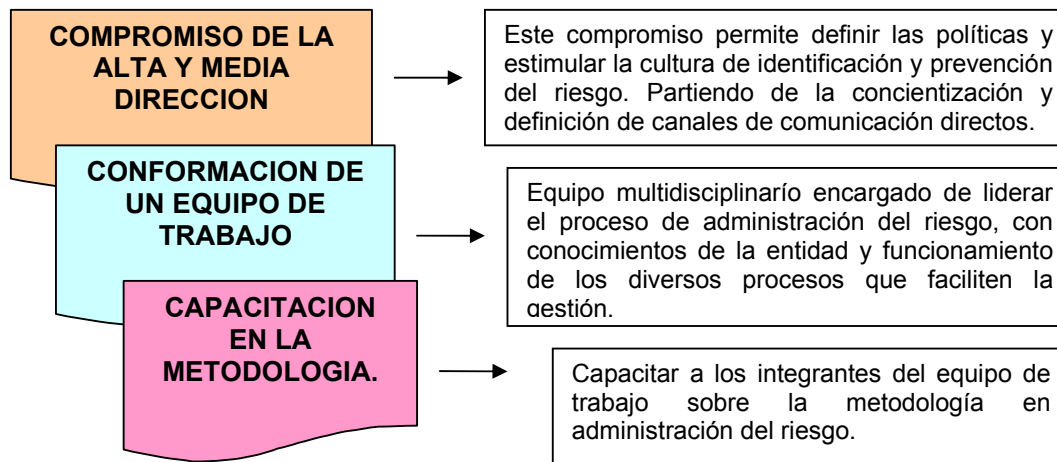 COMPROMISO DE LA
ALTA Y MEDIA
DIRECCION
Este compromiso permite definir las políticas y
estimular la cultura de identificación y prevención
del riesgo. Partiendo de la concientización y
definición de canales de comunicación directos.
CONFORMACION DE
UN EQUIPO DE
TRABAJO
Equipo multidisciplinarío encargado de liderar
el proceso de administración del riesgo, con
conocimientos de la entidad y funcionamiento
de los diversos procesos que faciliten la
gestión.
CAPACITACION
EN LA
METODOLOGIA.
Capacitar a los integrantes del equipo de
trabajo sobre la metodología en
administración del riesgo.